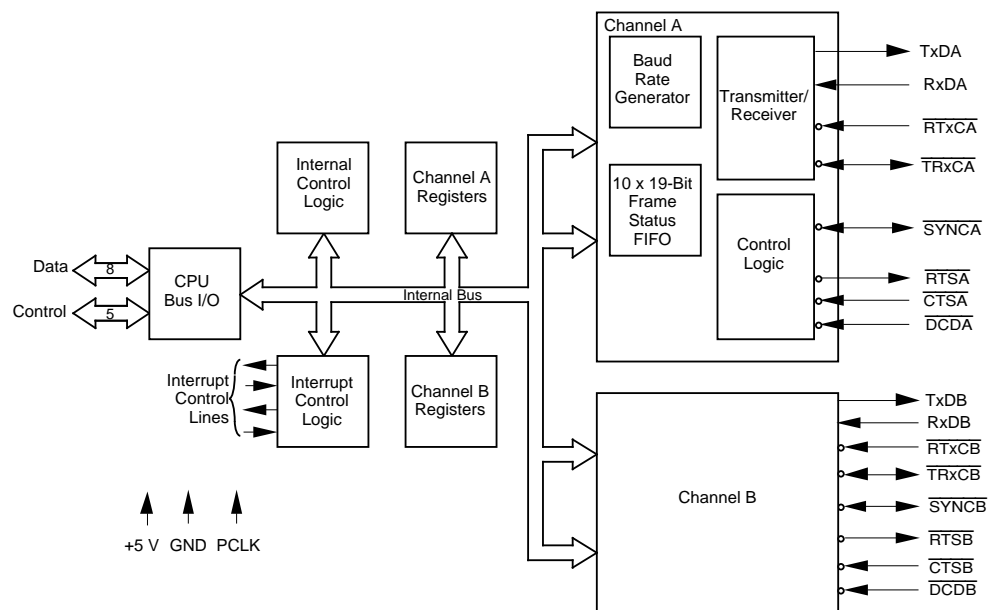 Channel A
Baud
Rate
Generator
Transmitter/
Receiver
10 x 19-Bit
Frame
Status
FIFO
Control
Logic
TxDA
RxDA
RTxCA
TRxCA
SYNCA
RTSA
CTSA
DCDA
Internal
Control
Logic
Channel A
Registers
Data
8
Control
5
CPU
Bus I/O
Internal Bus
Interrupt
Control
Lines
Interrupt
Control
Logic
Channel B
Registers
Channel B
TxDB
RxDB
RTxCB
TRxCB
SYNCB
RTSB
CTSB
DCDB
+5 V GND PCLK